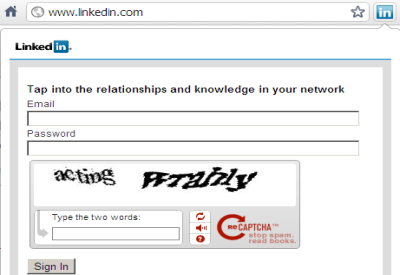 www.linkedin.com
in
Linked in.
Tap into the relationships and knowledge in your network
Email
Password
acting
Type the two words:
?
reCAPTCHA™
stop spam.
read books.
Sign In